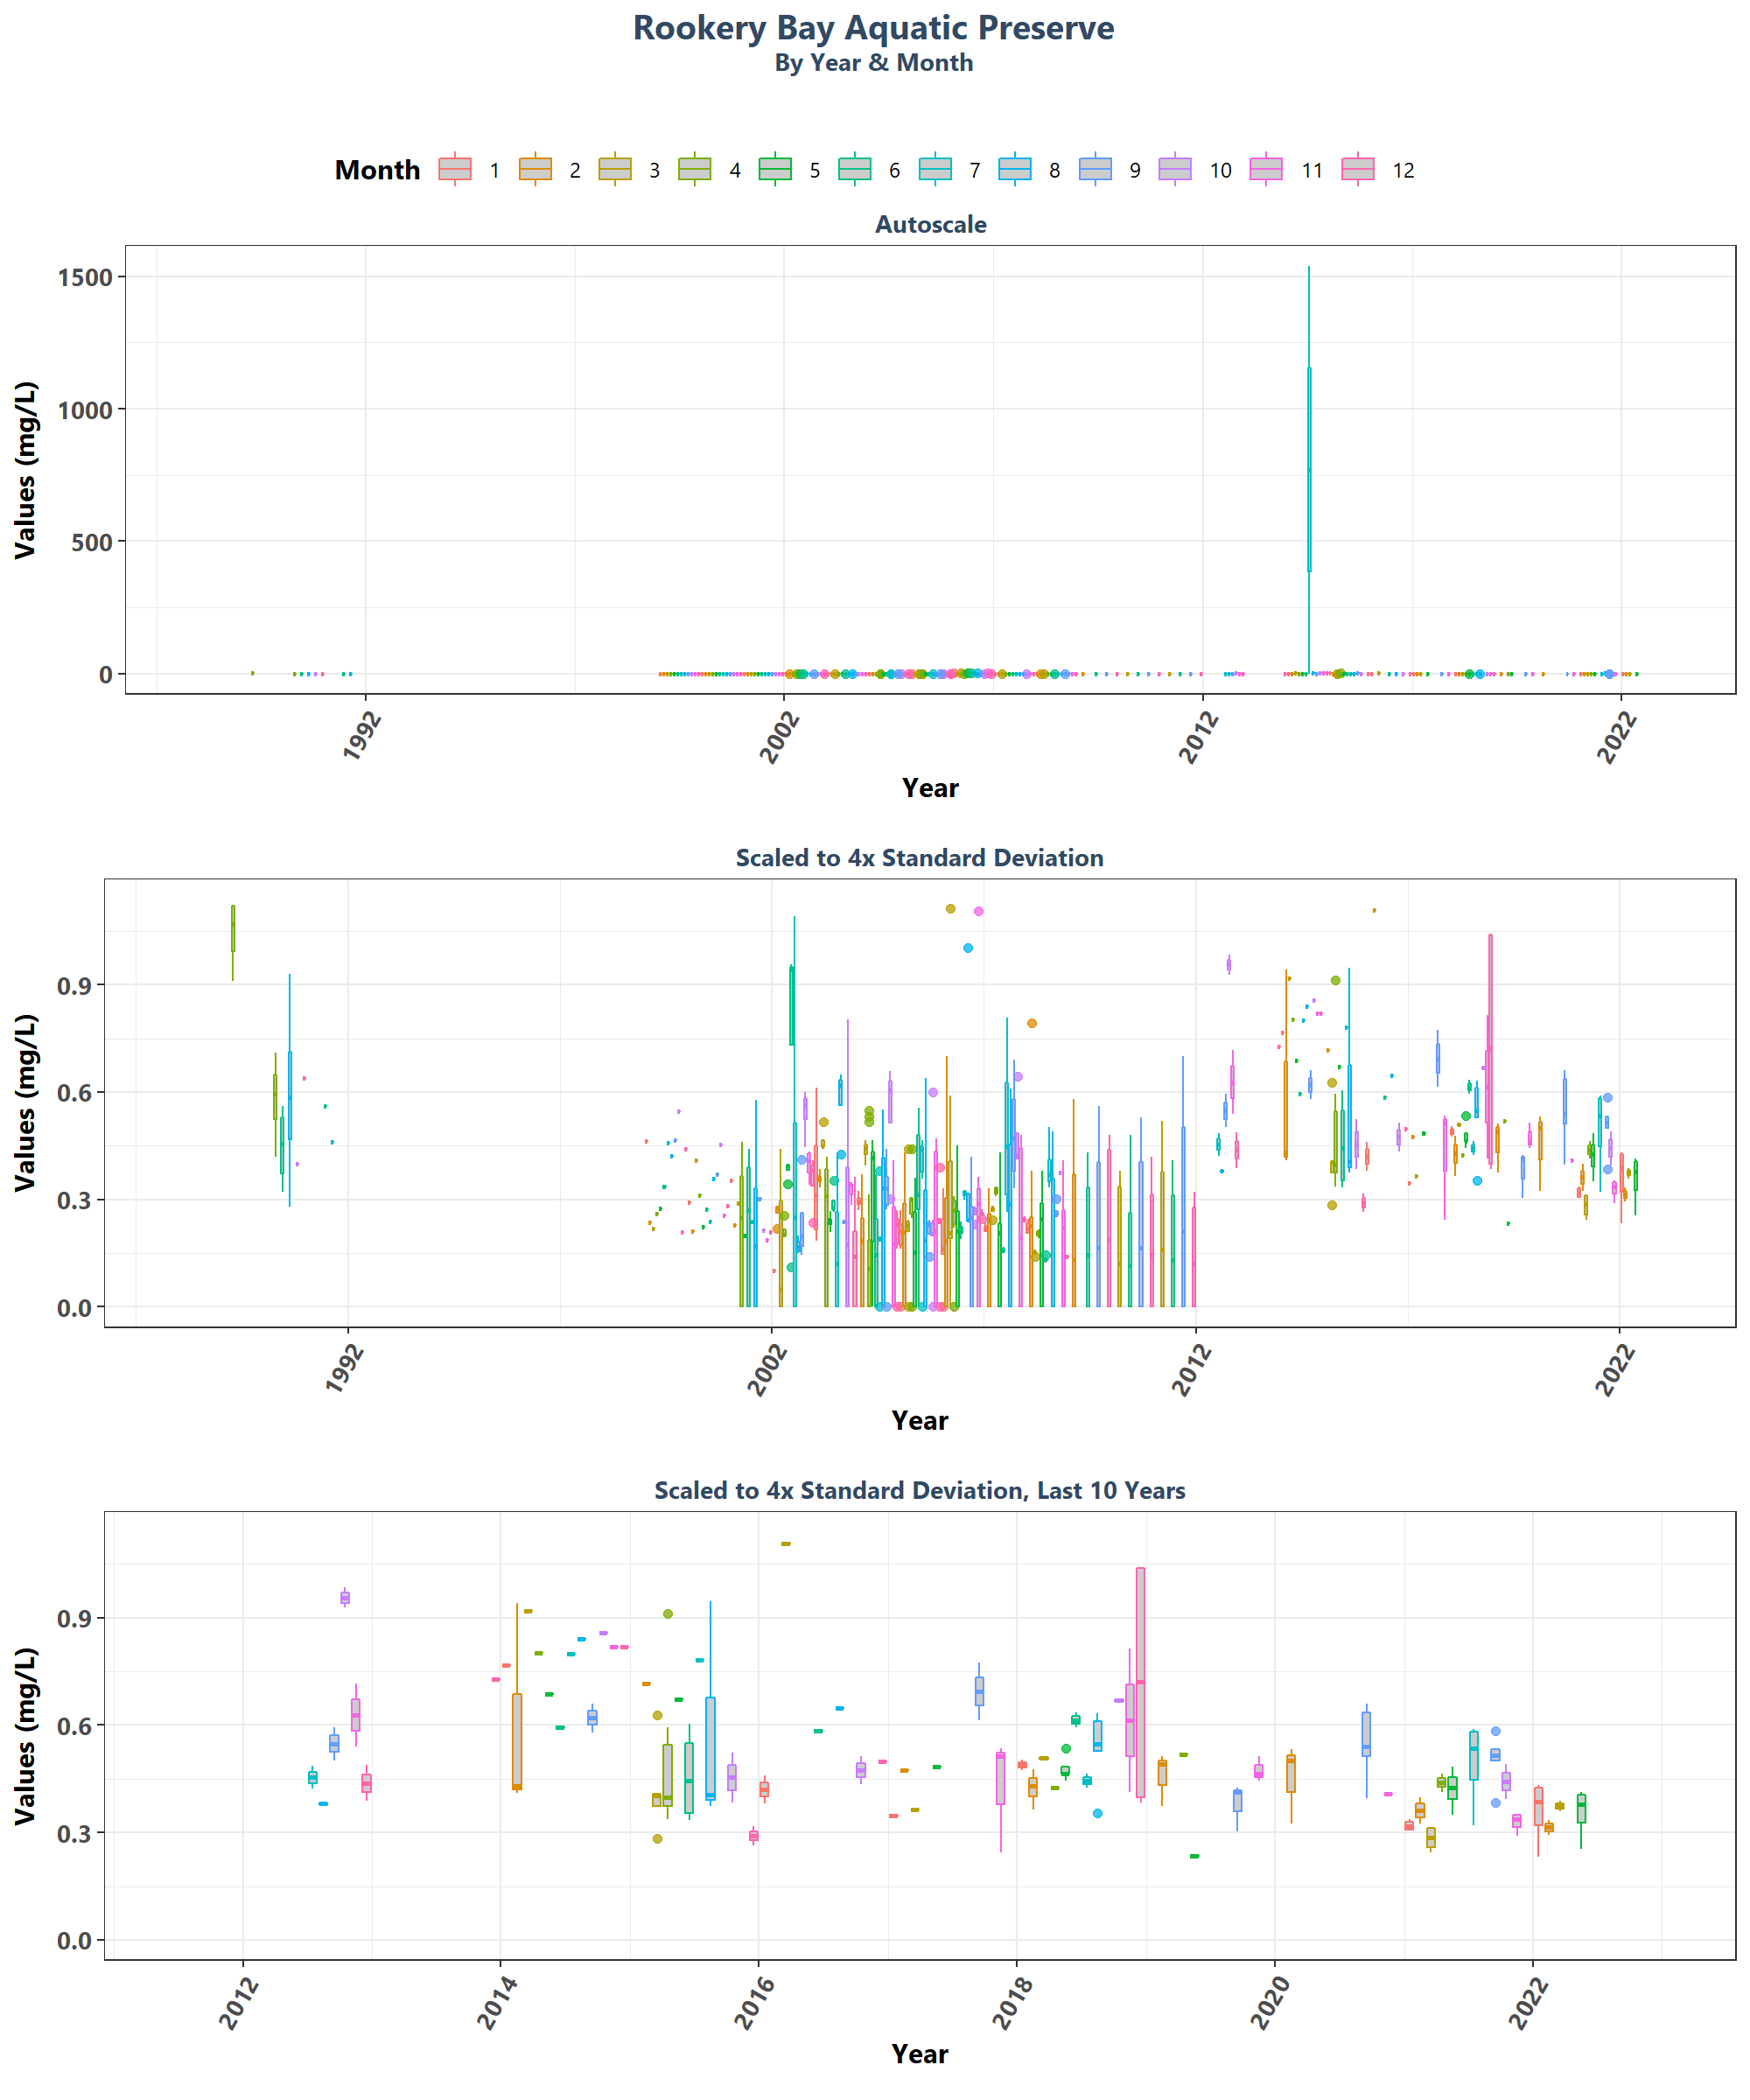 Rookery Bay Aquatic Preserve
By Year & Month
Month 1 2 3 4 5 6 7 8 9 10 11 12
Autoscale
Values (mg/L)
1500
1000
500
0
1992 2002 2012 2022
Year
Scaled to 4x Standard Deviation
Values (mg/L)
0.9
0.6
0.3
0.0
1992 2002 2012 2022
Year
Scaled to 4x Standard Deviation, Last 10 Years
Values (mg/L)
0.9
0.6
0.3
0.0
2012 2014 2016 2018 2020 2022
Year